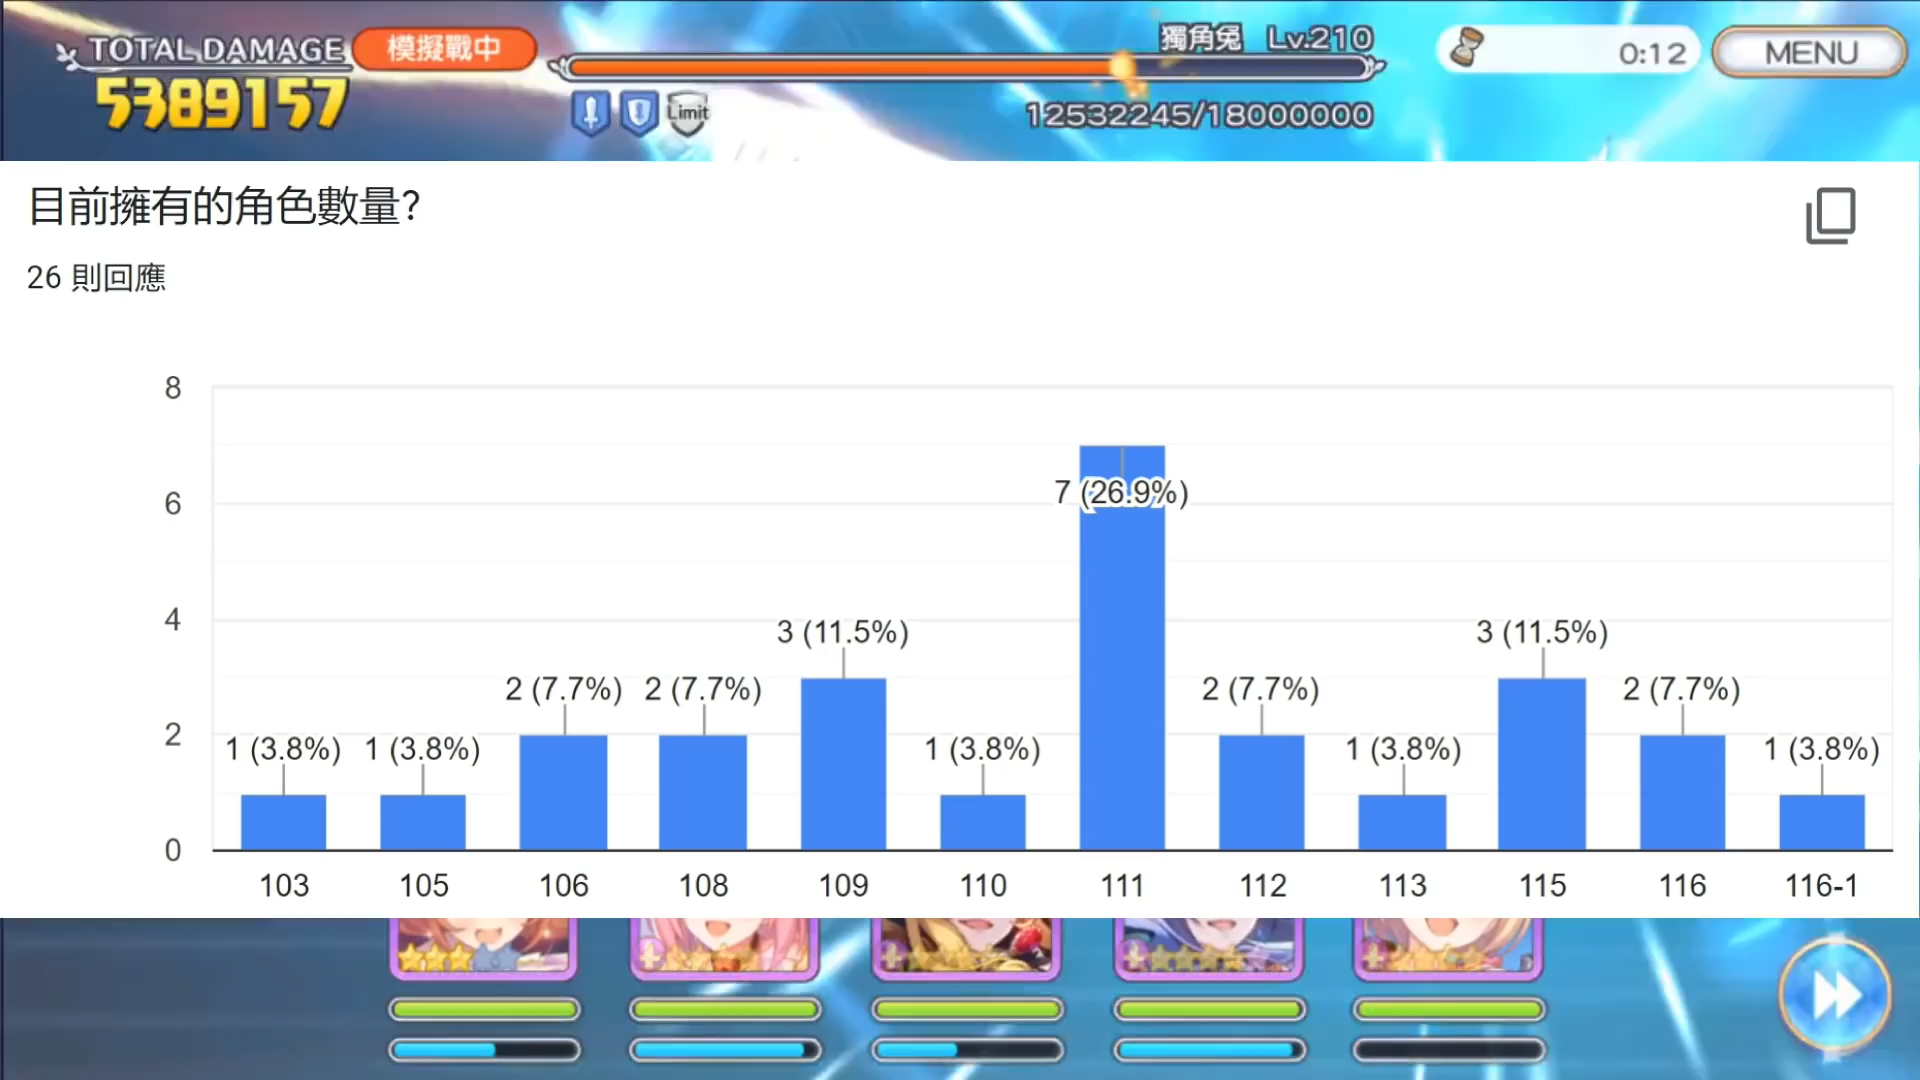 TOTAL DAMAGE 模擬戰中 獨角兔 Lv.210 0:12 MENU
5389157
Limit 12532245/18000000
目前擁有的角色數量?
26 則回應
8
6
4
2
0
1 (3.8%) 1 (3.8%) 2 (7.7%) 2 (7.7%) 3 (11.5%) 1 (3.8%) 7 (26.9%) 2 (7.7%) 1 (3.8%) 3 (11.5%) 2 (7.7%) 1 (3.8%)
103 105 106 108 109 110 111 112 113 115 116 116-1